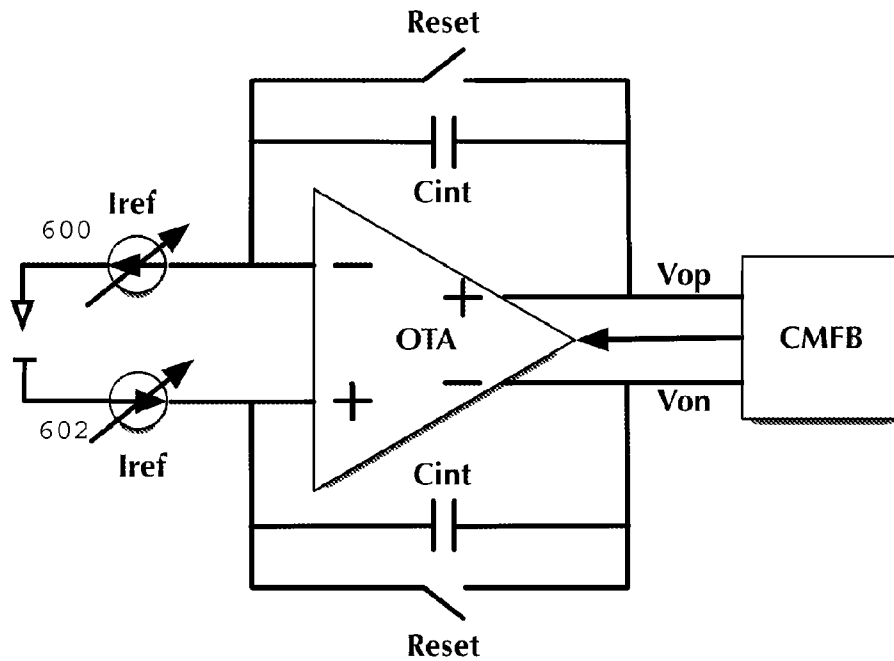 Reset
Cint
Iref
600
Vop
+
−
OTA
CMFB
−
+
Von
602
Iref
Cint
Reset